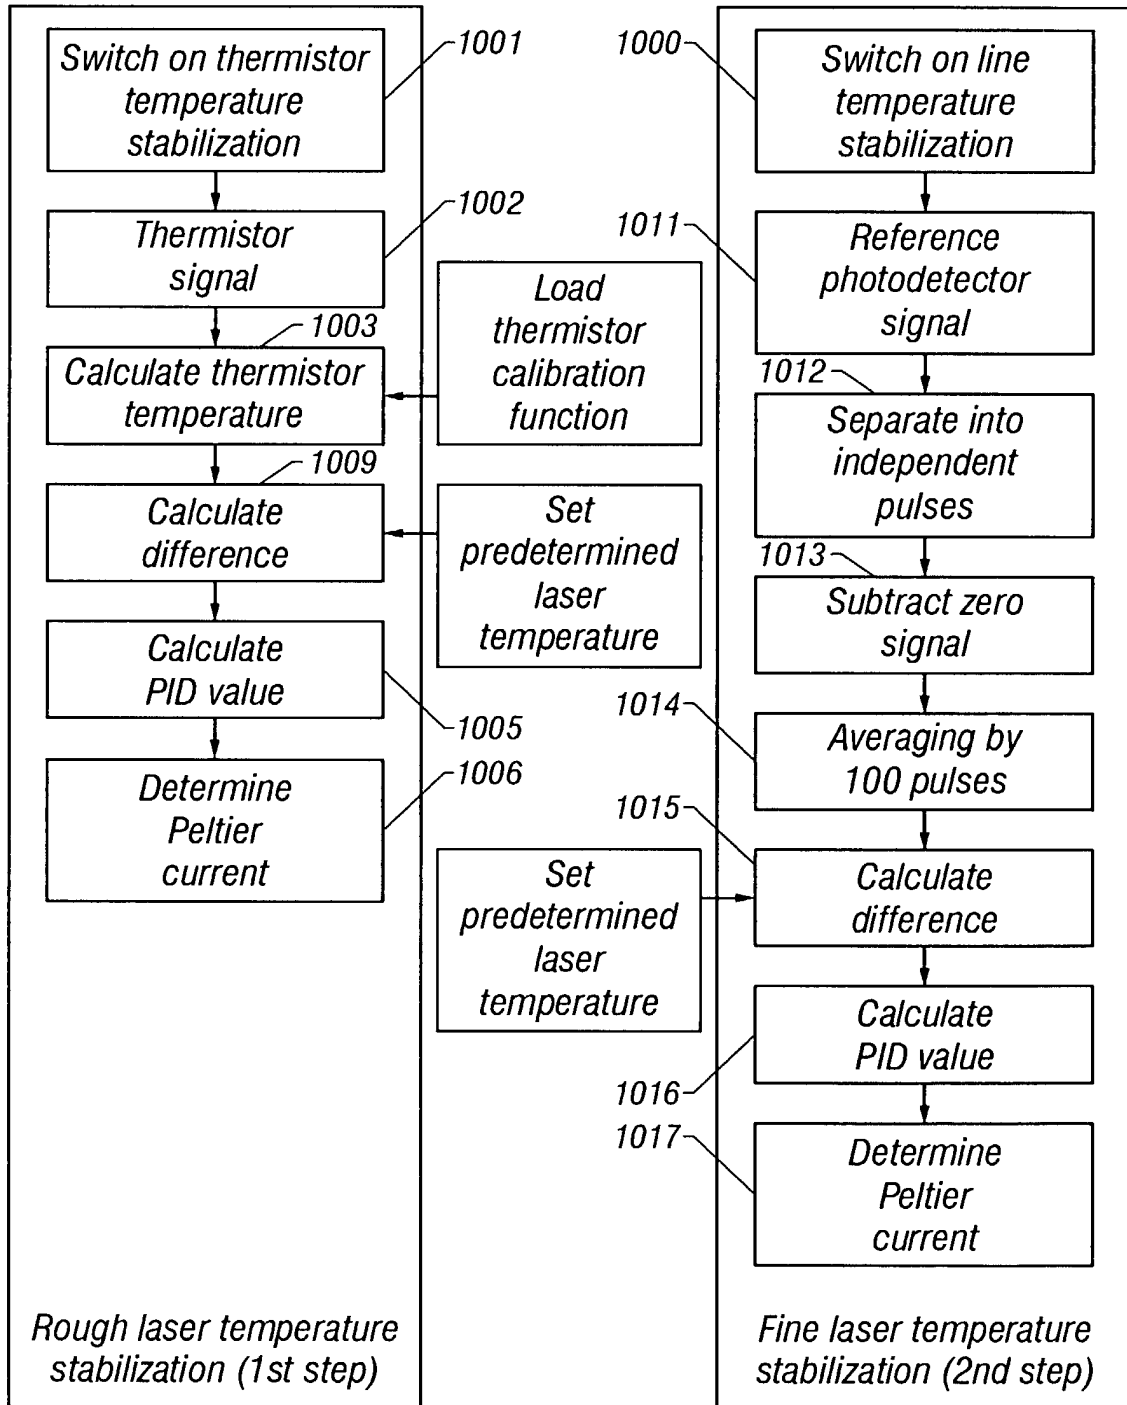 Switch on thermistor
temperature
stabilization
1001
Thermistor
signal
1002
1003
Calculate thermistor
temperature
1009
Calculate
difference
Calculate
PID value
1005
1006
Determine
Peltier
current
Rough laser temperature
stabilization (1st step)
Load
thermistor
calibration
function
Set
predetermined
laser
temperature
Set
predetermined
laser
temperature
1000
Switch on line
temperature
stabilization
1011
Reference
photodetector
signal
1012
Separate into
independent
pulses
1013
Subtract zero
signal
1014
Averaging by
100 pulses
1015
Calculate
difference
Calculate
PID value
1016
1017
Determine
Peltier
current
Fine laser temperature
stabilization (2nd step)